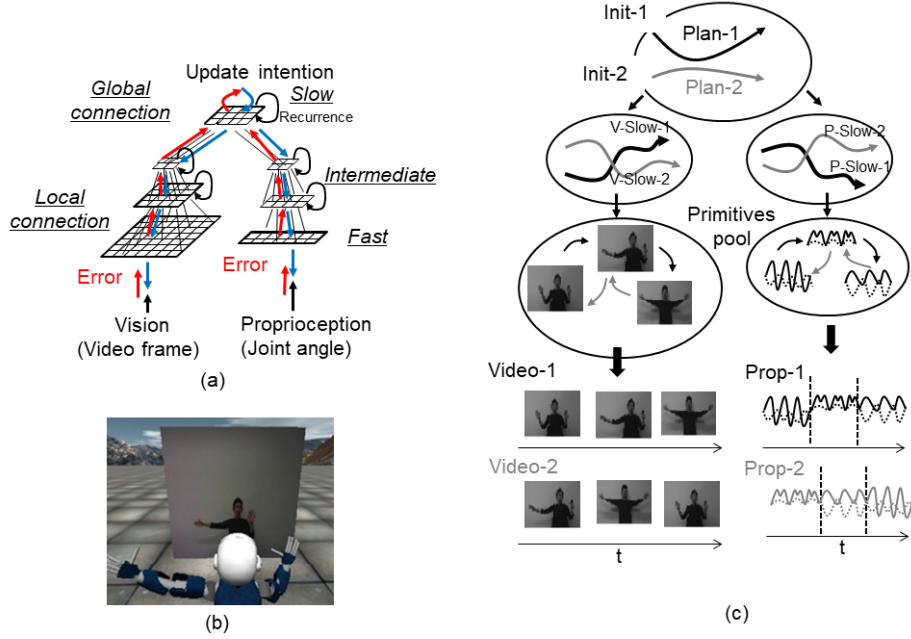 Update intention
Global
connection
Slow
Recurrence
Intermediate
Local
connection
Fast
Error
Error
Vision
(Video frame)
Proprioception
(Joint angle)
(a)
(b)
Init-1
Plan-1
Init-2
Plan-2
V-Slow-1
V-Slow-2
P-Slow-2
P-Slow-1
Primitives
pool
Video-1
Prop-1
Video-2
Prop-2
t
t
(c)